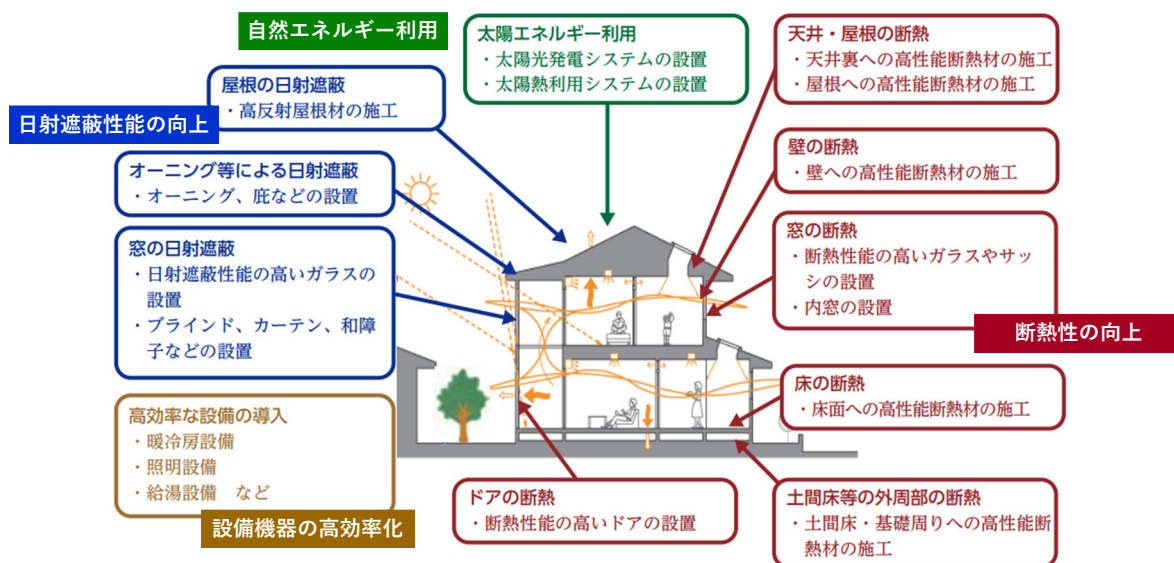 自然エネルギー利用
太陽エネルギー利用
・太陽光発電システムの設置
・太陽熱利用システムの設置
天井・屋根の断熱
・天井裏への高性能断熱材の施工
・屋根への高性能断熱材の施工
屋根の日射遮蔽
・高反射屋根材の施工
日射遮蔽性能の向上
壁の断熱
・壁への高性能断熱材の施工
オーニング等による日射遮蔽
・オーニング、庇などの設置
窓の日射遮蔽
・日射遮蔽性能の高いガラスの
設置
・ブラインド、カーテン、和障
子などの設置
窓の断熱
・断熱性能の高いガラスやサッ
シの設置
・内窓の設置
断熱性の向上
床の断熱
・床面への高性能断熱材の施工
高効率な設備の導入
・暖冷房設備
・照明設備
・給湯設備　など
設備機器の高効率化
ドアの断熱
・断熱性能の高いドアの設置
土間床等の外周部の断熱
・土間床・基礎周りへの高性能断
熱材の施工